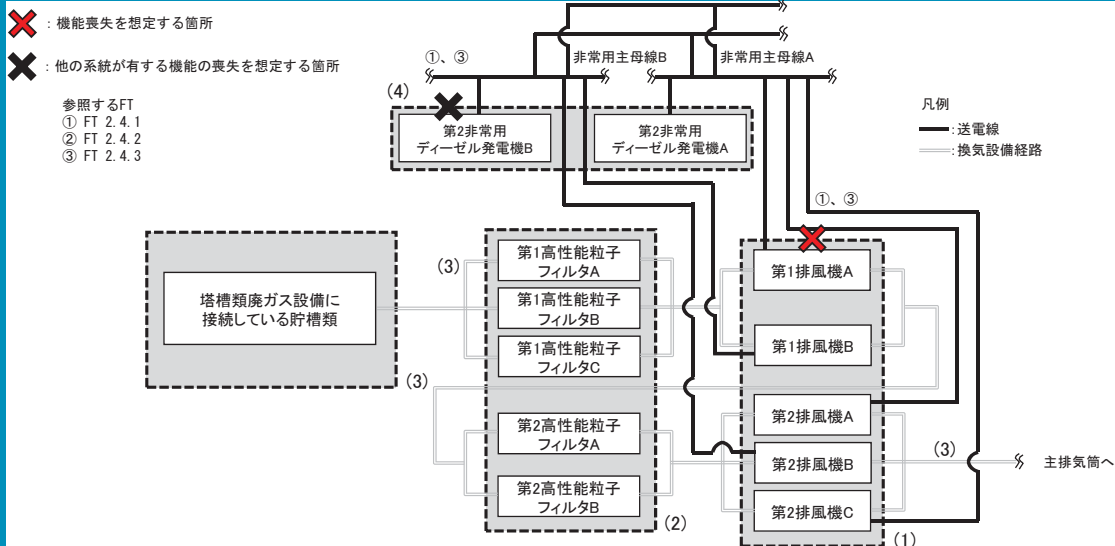 ：機能喪失を想定する箇所
：他の系統が有する機能の喪失を想定する箇所
参照するFT
① FT 2.4.1
② FT 2.4.2
③ FT 2.4.3
①、③
非常用主母線B
非常用主母線A
(4)
第2非常用
ディーゼル発電機B
第2非常用
ディーゼル発電機A
凡例
：送電線
：換気設備経路
①、③
塔槽類廃ガス設備に
接続している貯槽類
(3)
(3)
第1高性能粒子
フィルタA
第1高性能粒子
フィルタB
第1高性能粒子
フィルタC
第2高性能粒子
フィルタA
第2高性能粒子
フィルタB
(2)
第1排風機A
第1排風機B
第2排風機A
第2排風機B
第2排風機C
(1)
(3)
主排気筒へ